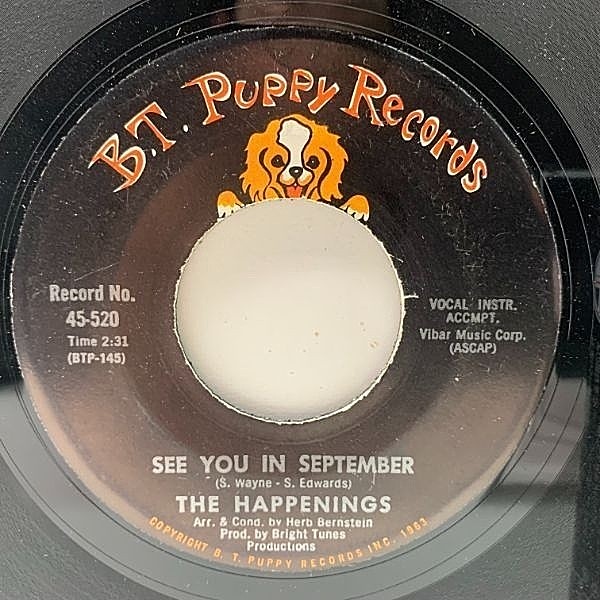 B.T. Puppy Records
Record No.
45-520
Time 2:31
(BTP-145)
VOCAL INSTR.
ACCMPT.
Vibar Music Corp.
(ASCAP)
SEE YOU IN SEPTEMBER
(S. Wayne - S. Edwards)
THE HAPPENINGS
Arr. & Cond. by Herb Bernstein
Prod. by Bright Tunes
Productions
COPYRIGHT B. T. PUPPY RECORDS INC. 1963